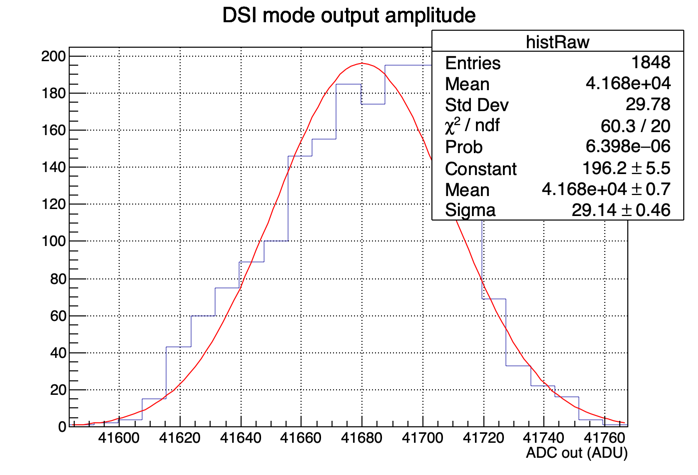 DSI mode output amplitude
histRaw
Entries 1848
Mean 4.168e+04
Std Dev 29.78
χ² / ndf 60.3 / 20
Prob 6.398e−06
Constant 196.2 ± 5.5
Mean 4.168e+04 ± 0.7
Sigma 29.14 ± 0.46
200
180
160
140
120
100
80
60
40
20
0
41600 41620 41640 41660 41680 41700 41720 41740 41760
ADC out (ADU)